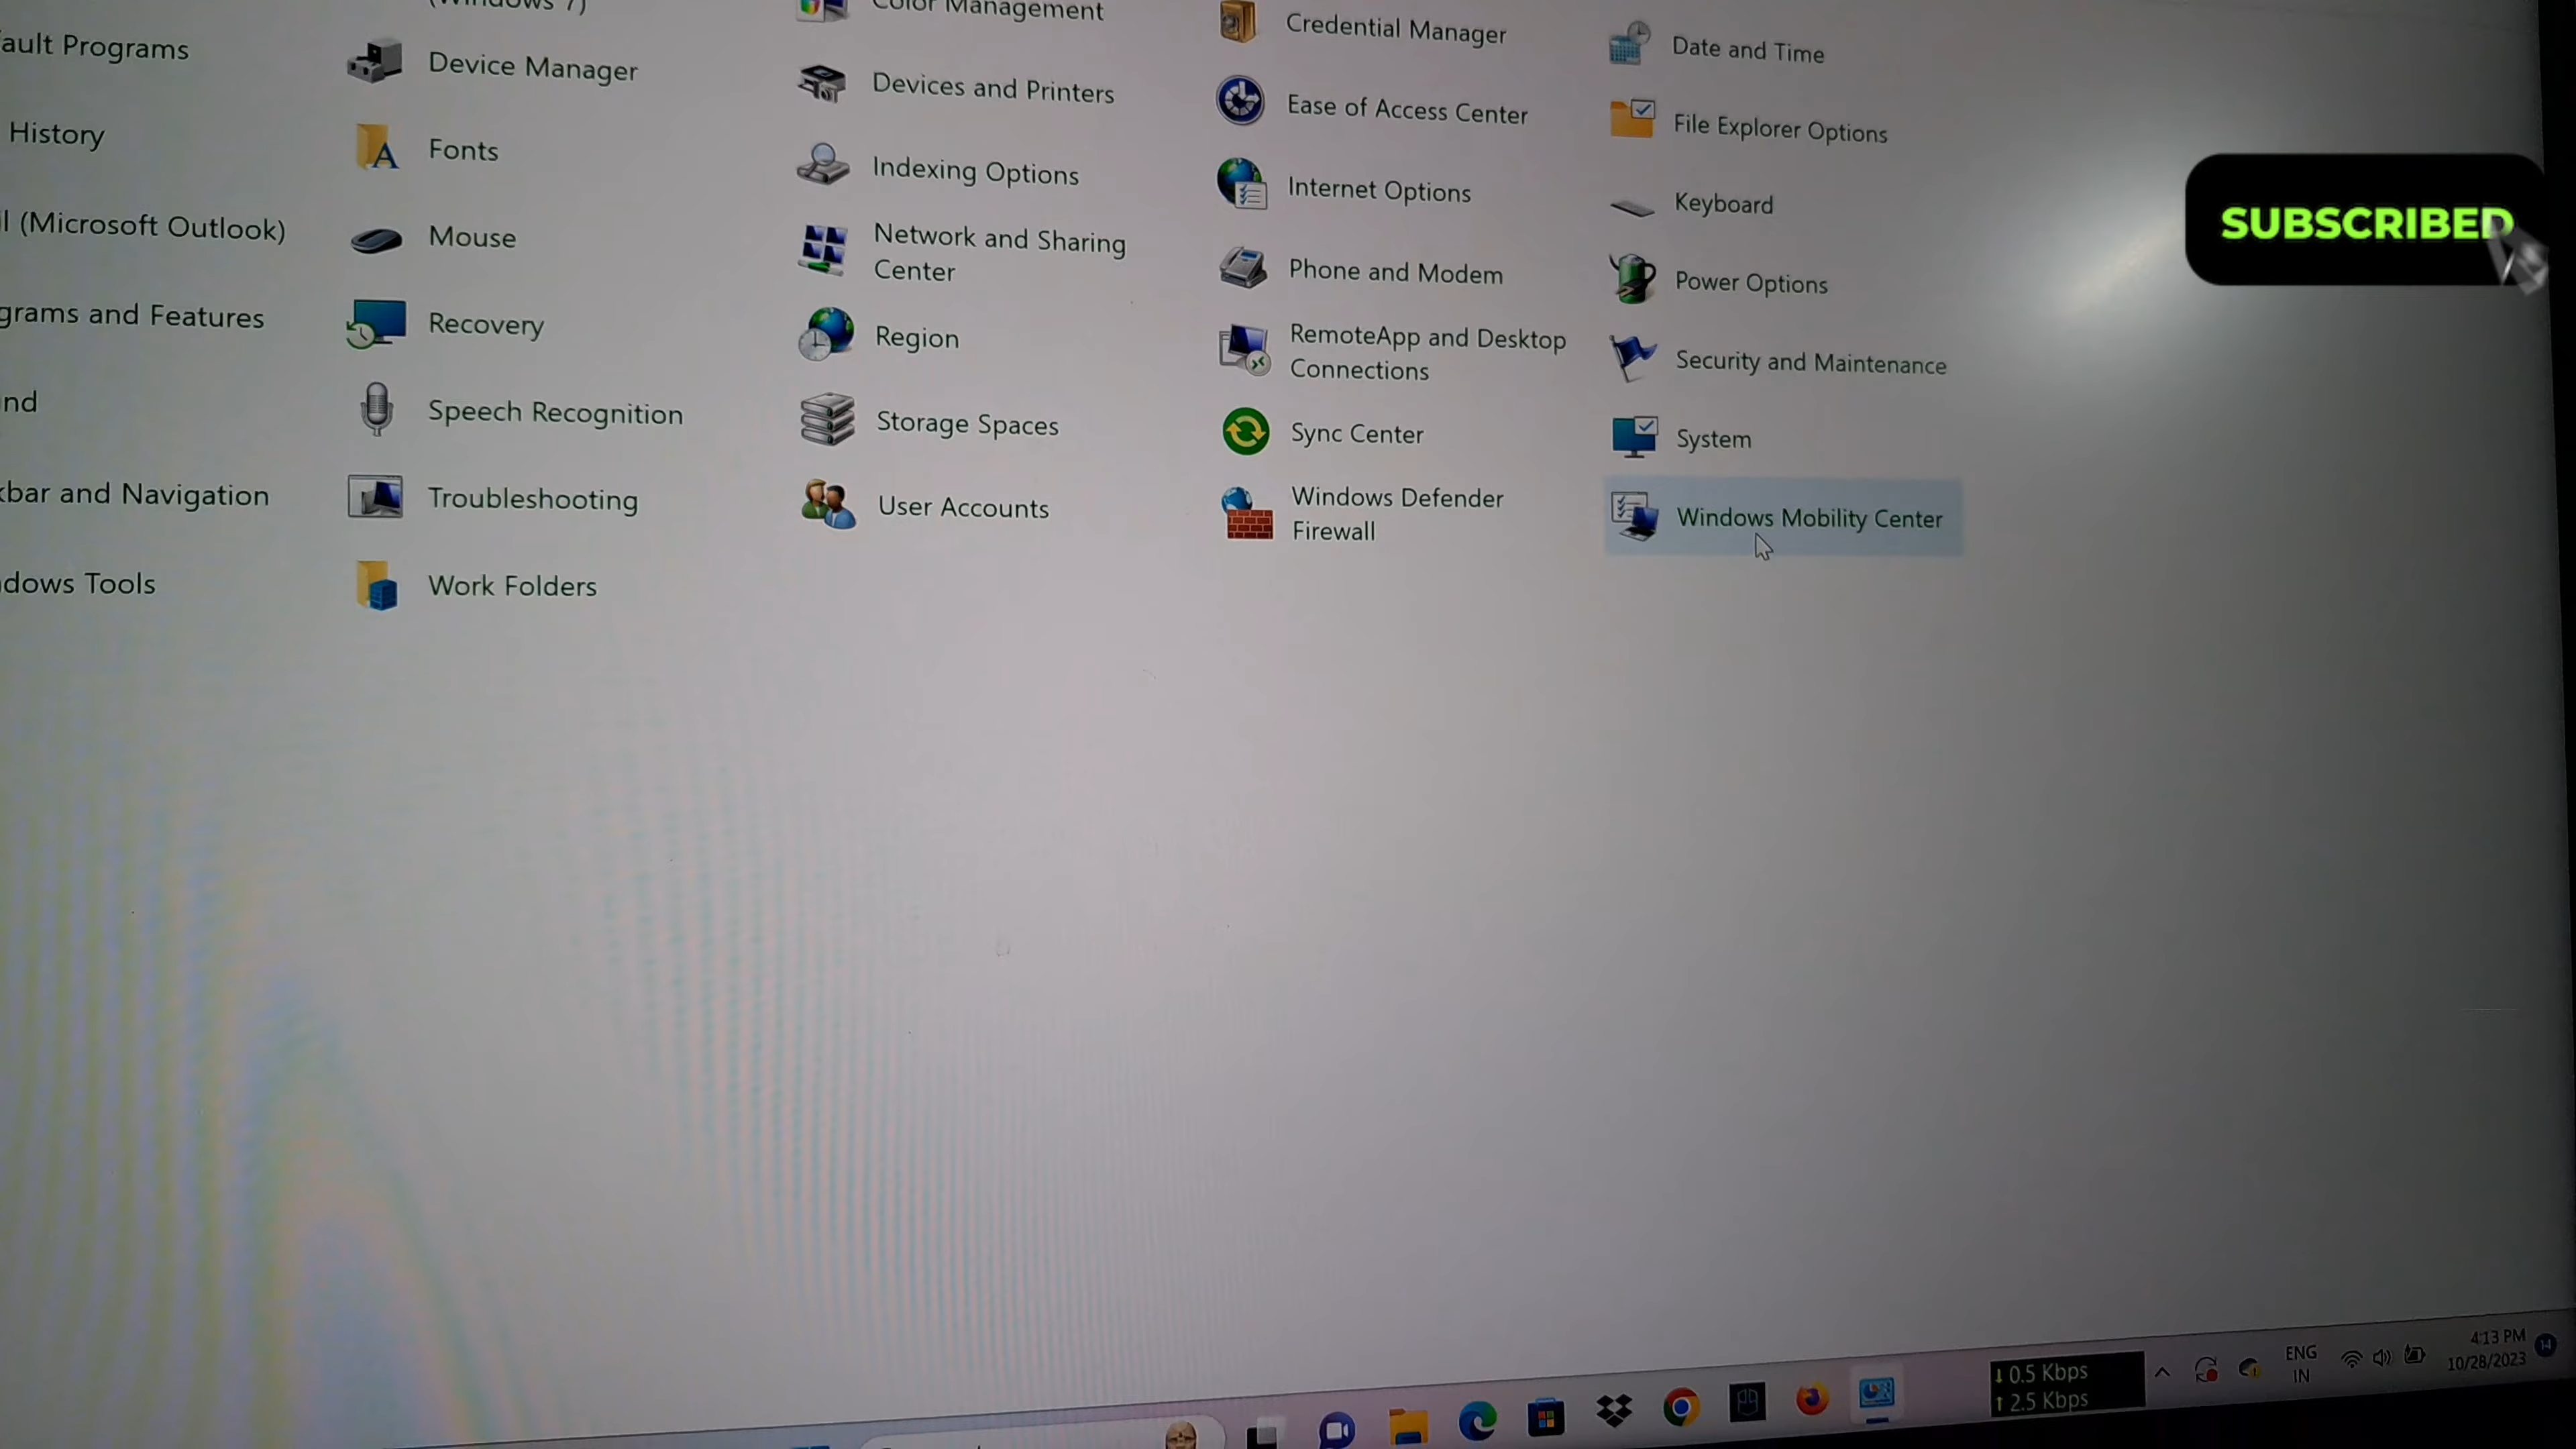 Color Management
Credential Manager
Date and Time
ault Programs
Device Manager
Devices and Printers
Ease of Access Center
File Explorer Options
History
Fonts
Indexing Options
Internet Options
Keyboard
l (Microsoft Outlook)
Mouse
Network and Sharing
Center
Phone and Modem
Power Options
grams and Features
Recovery
Region
RemoteApp and Desktop
Connections
Security and Maintenance
nd
Speech Recognition
Storage Spaces
Sync Center
System
kbar and Navigation
Troubleshooting
User Accounts
Windows Defender
Firewall
Windows Mobility Center
dows Tools
Work Folders
SUBSCRIBED
↓ 0.5 Kbps
↑ 2.5 Kbps
ENG
IN
4:13 PM
10/28/2023
14